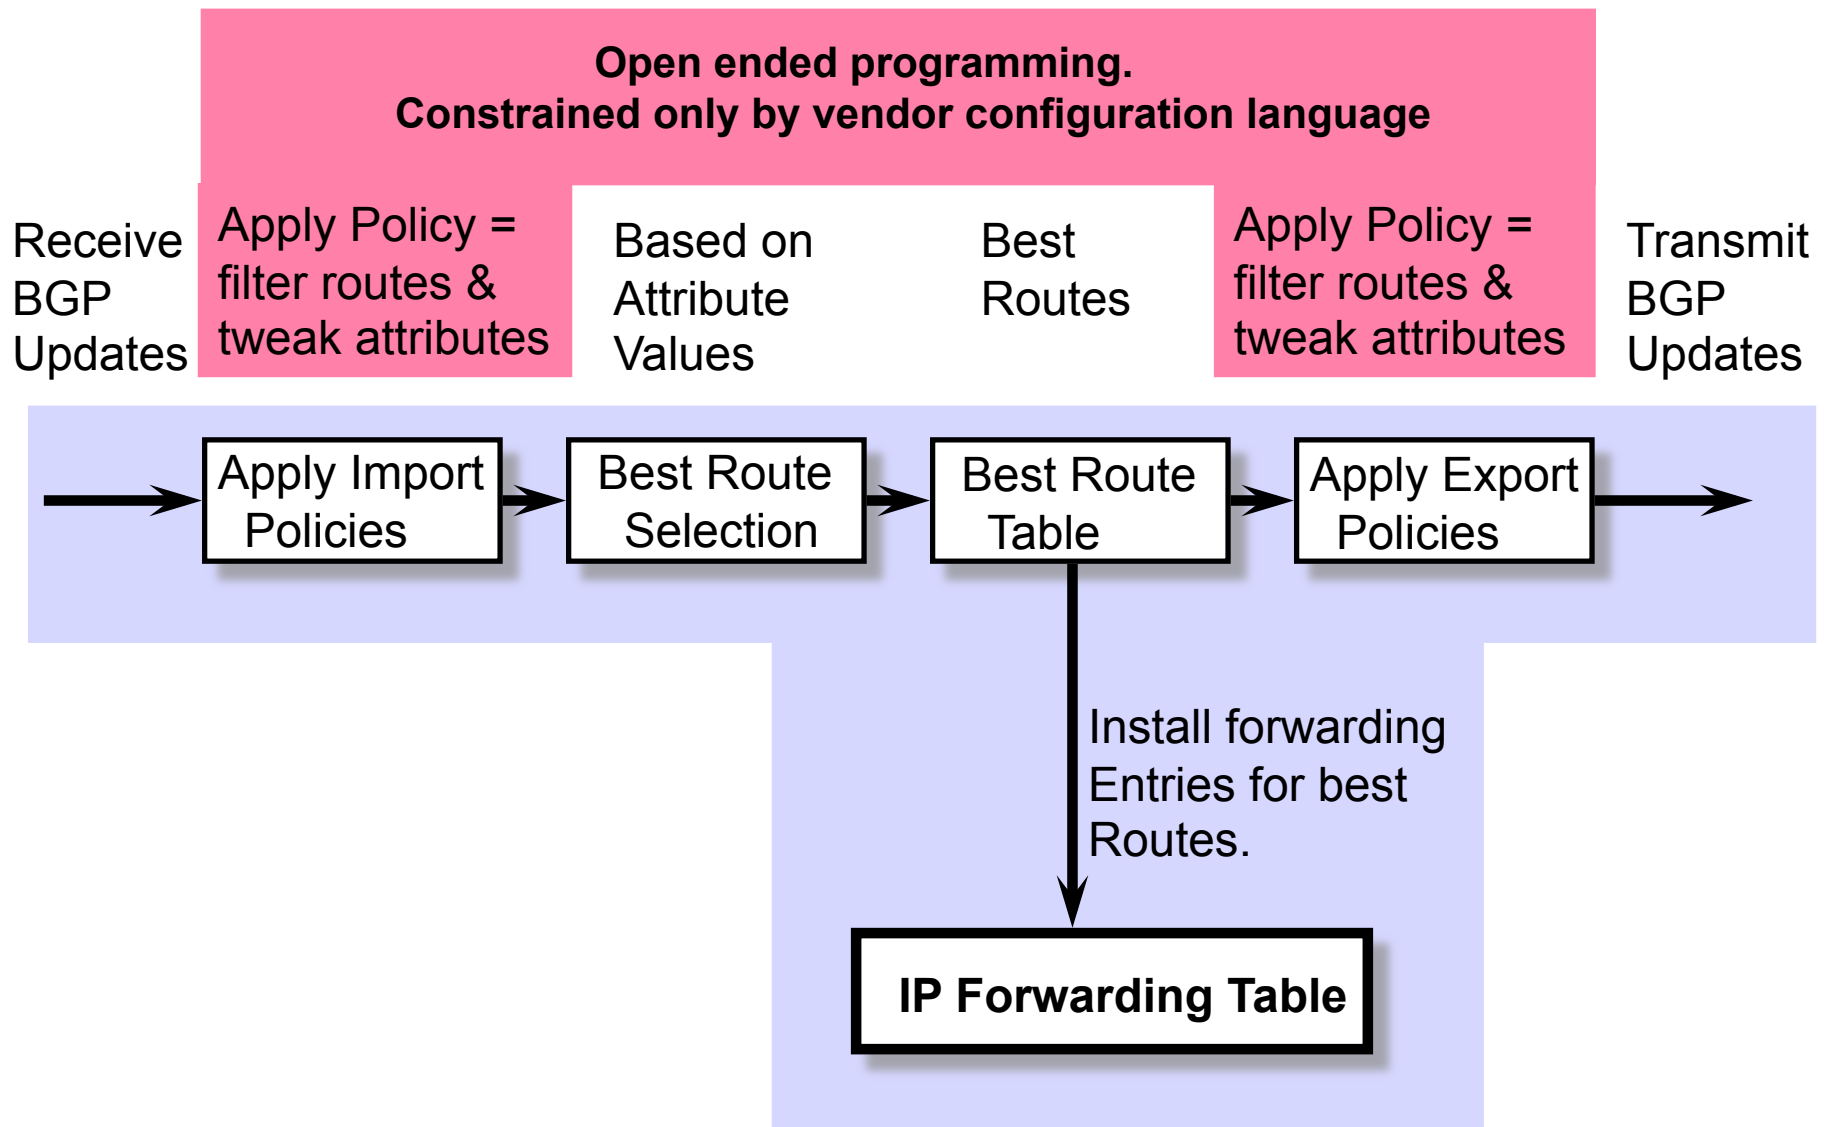 Open ended programming.
Constrained only by vendor configuration language
Receive
BGP
Updates
Apply Policy =
filter routes &
tweak attributes
Based on
Attribute
Values
Best
Routes
Apply Policy =
filter routes &
tweak attributes
Transmit
BGP
Updates
Apply Import
Policies
Best Route
Selection
Best Route
Table
Apply Export
Policies
Install forwarding
Entries for best
Routes.
IP Forwarding Table